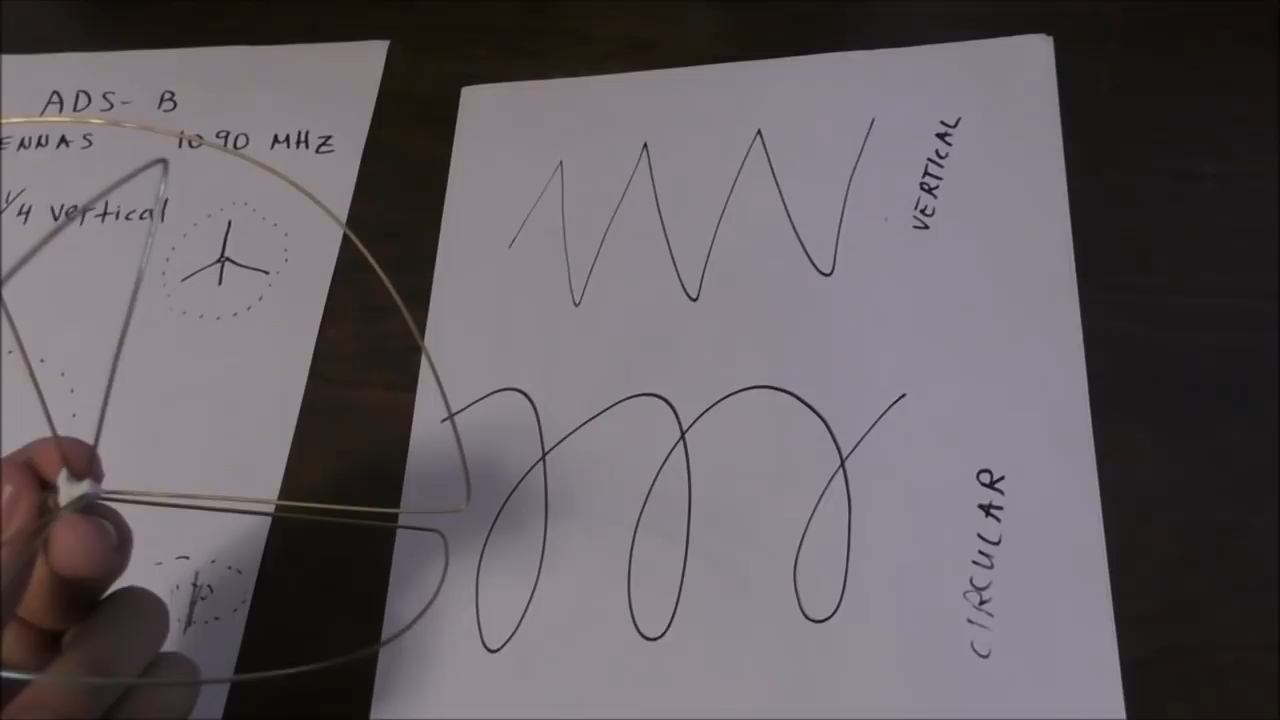 ADS-B
ENNAS 1090 MHZ
1/4 vertical
VERTICAL
CIRCULAR